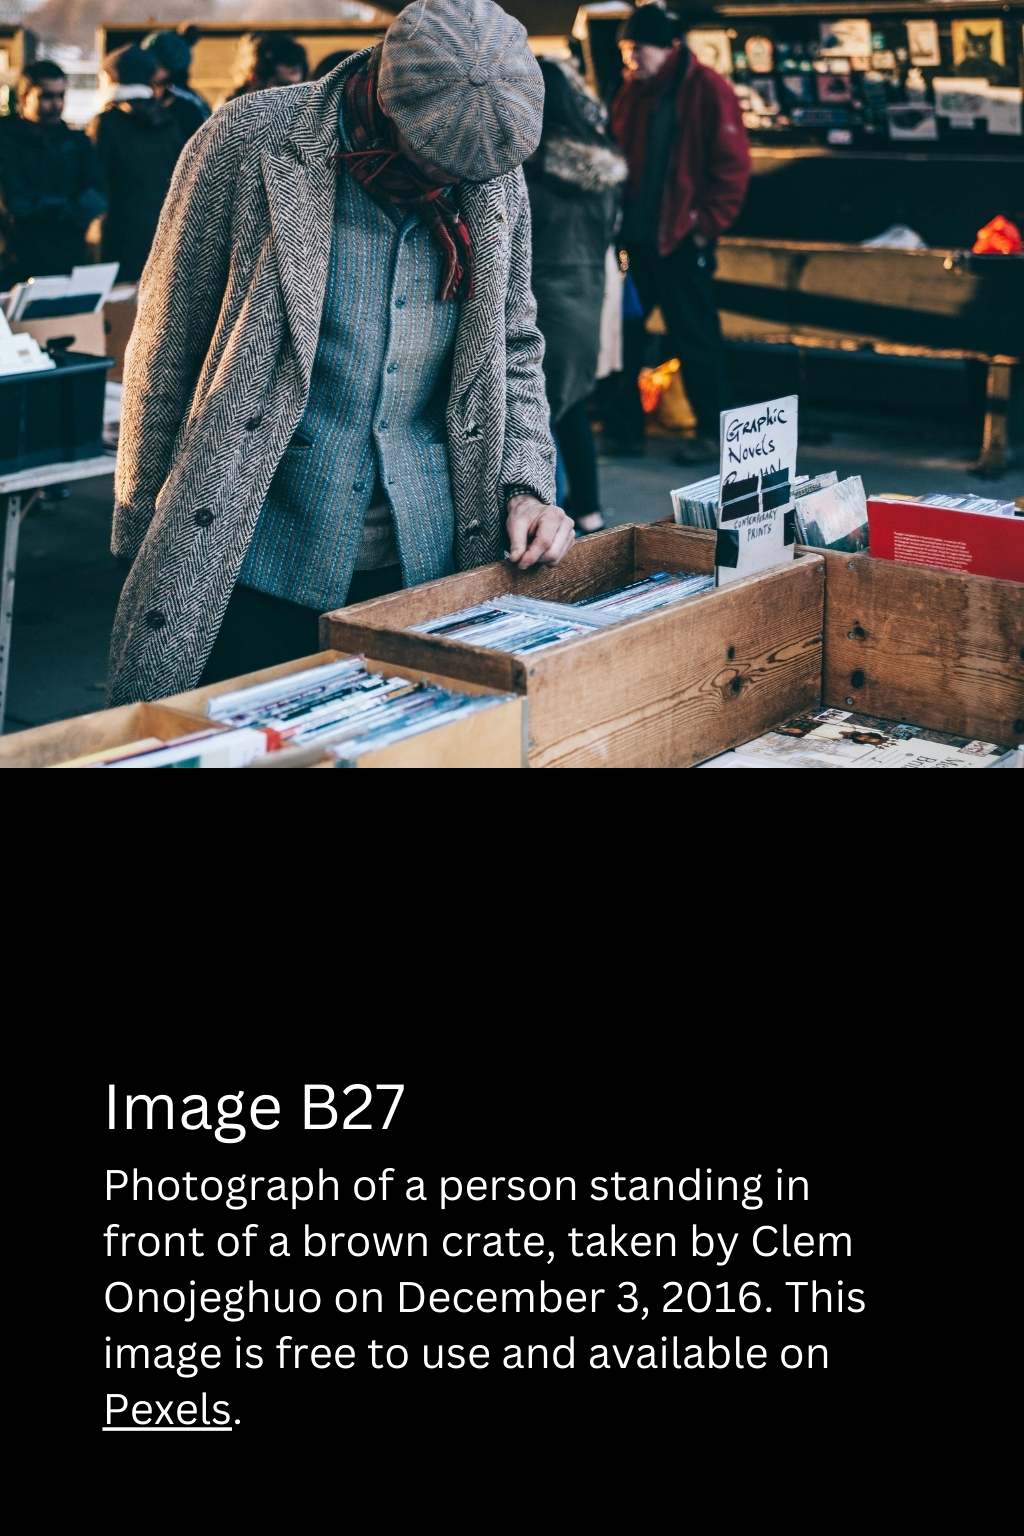 Graphic
Novels
CONTEMPORARY
PRINTS
Image B27
Photograph of a person standing in
front of a brown crate, taken by Clem
Onojeghuo on December 3, 2016. This
image is free to use and available on
Pexels.